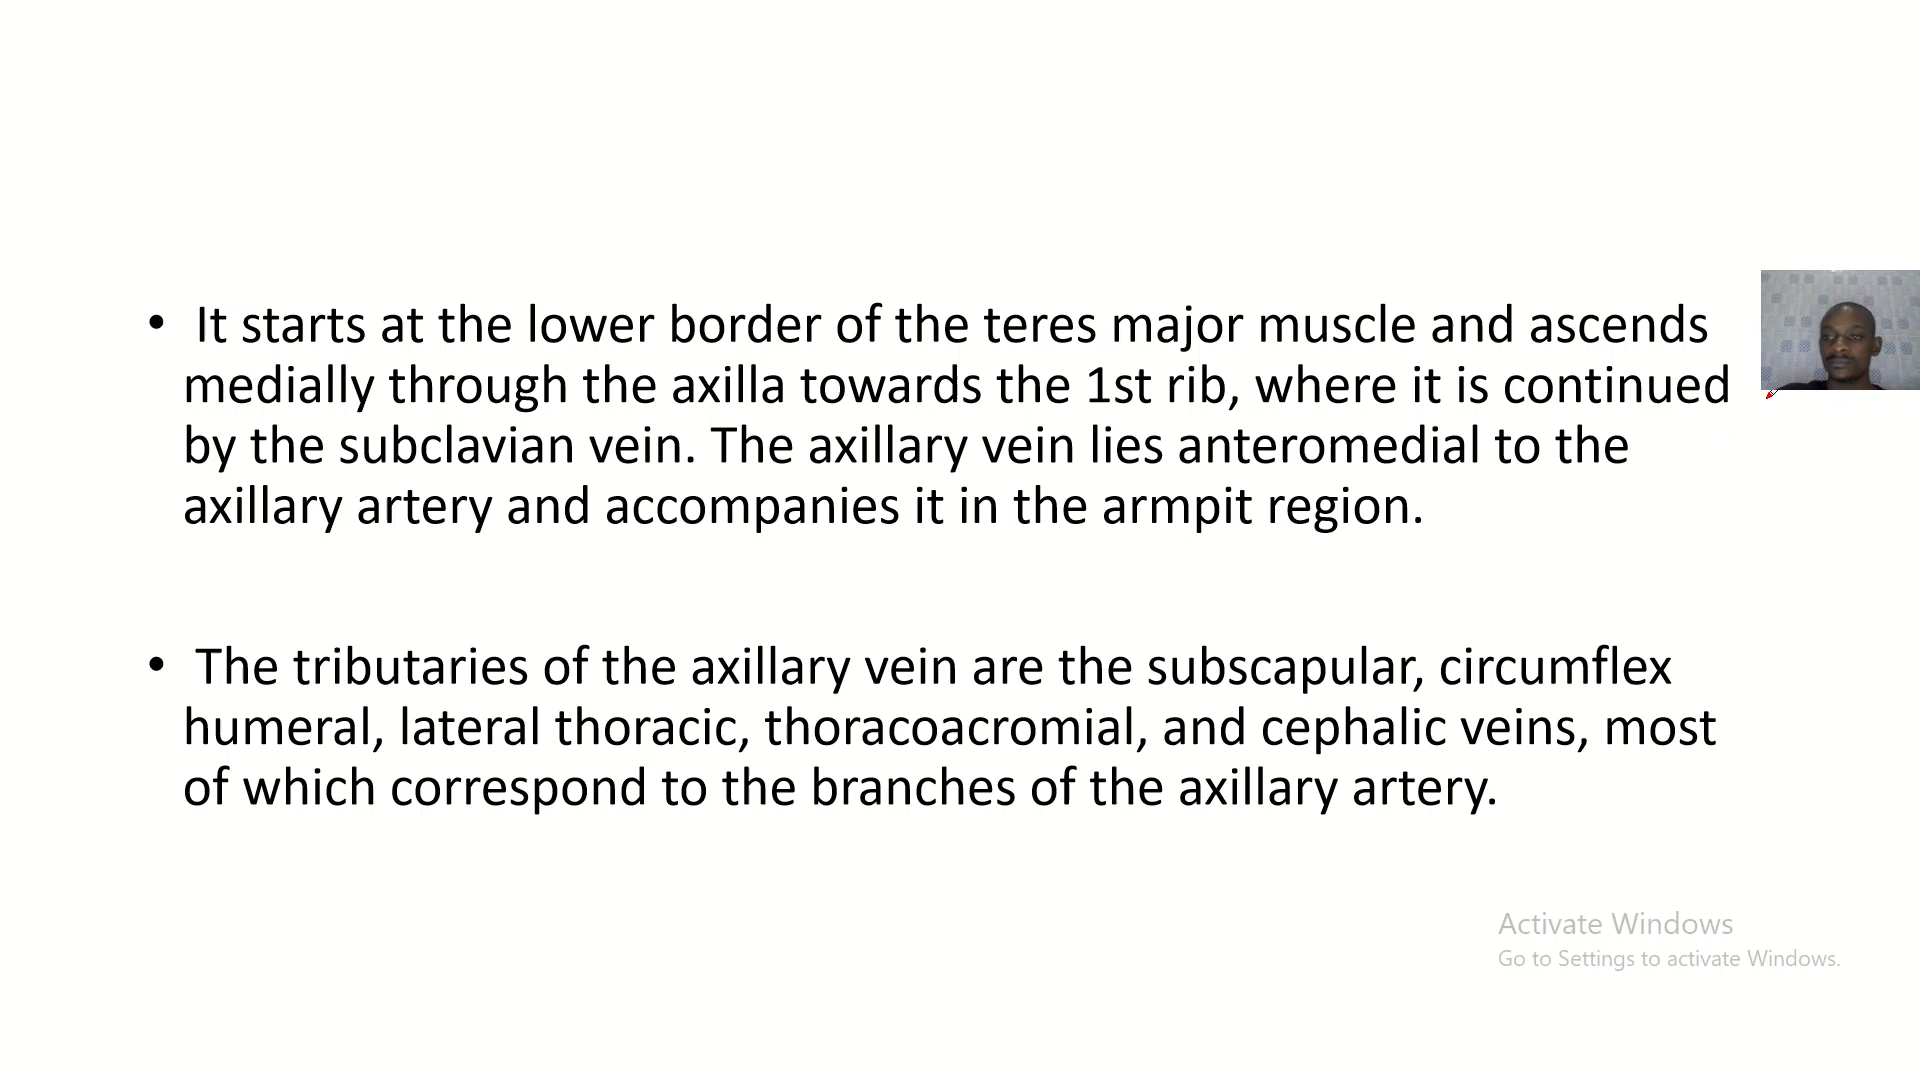 • It starts at the lower border of the teres major muscle and ascends
medially through the axilla towards the 1st rib, where it is continued
by the subclavian vein. The axillary vein lies anteromedial to the
axillary artery and accompanies it in the armpit region.
• The tributaries of the axillary vein are the subscapular, circumflex
humeral, lateral thoracic, thoracoacromial, and cephalic veins, most
of which correspond to the branches of the axillary artery.
Activate Windows
Go to Settings to activate Windows.